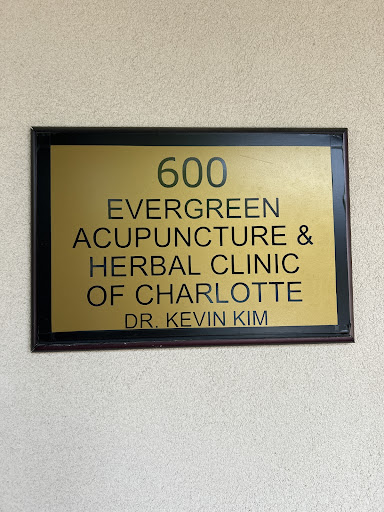 600
EVERGREEN
ACUPUNCTURE &
HERBAL CLINIC
OF CHARLOTTE
DR. KEVIN KIM